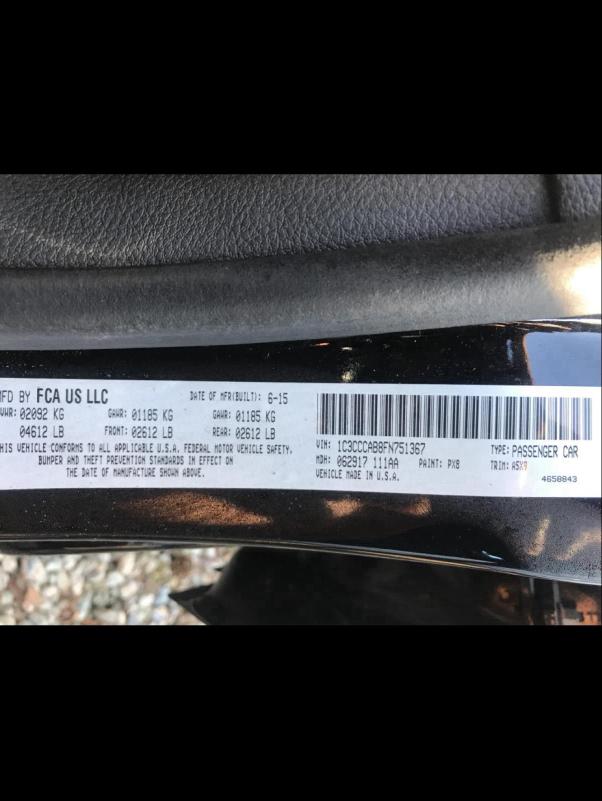 MFD BY FCA US LLC DATE OF MFR(BUILT): 6-15
GVWR: 02092 KG GAWR: 01185 KG GAWR: 01185 KG
04612 LB FRONT: 02612 LB REAR: 02612 LB
THIS VEHICLE CONFORMS TO ALL APPLICABLE U.S.A. FEDERAL MOTOR VEHICLE SAFETY,
BUMPER AND THEFT PREVENTION STANDARDS IN EFFECT ON
THE DATE OF MANUFACTURE SHOWN ABOVE.
VIN: 1C3CCCAB8FN751367 TYPE: PASSENGER CAR
MDH: 062917 111AA PAINT: PX8 TRIM: A5X9
VEHICLE MADE IN U.S.A. 4658843